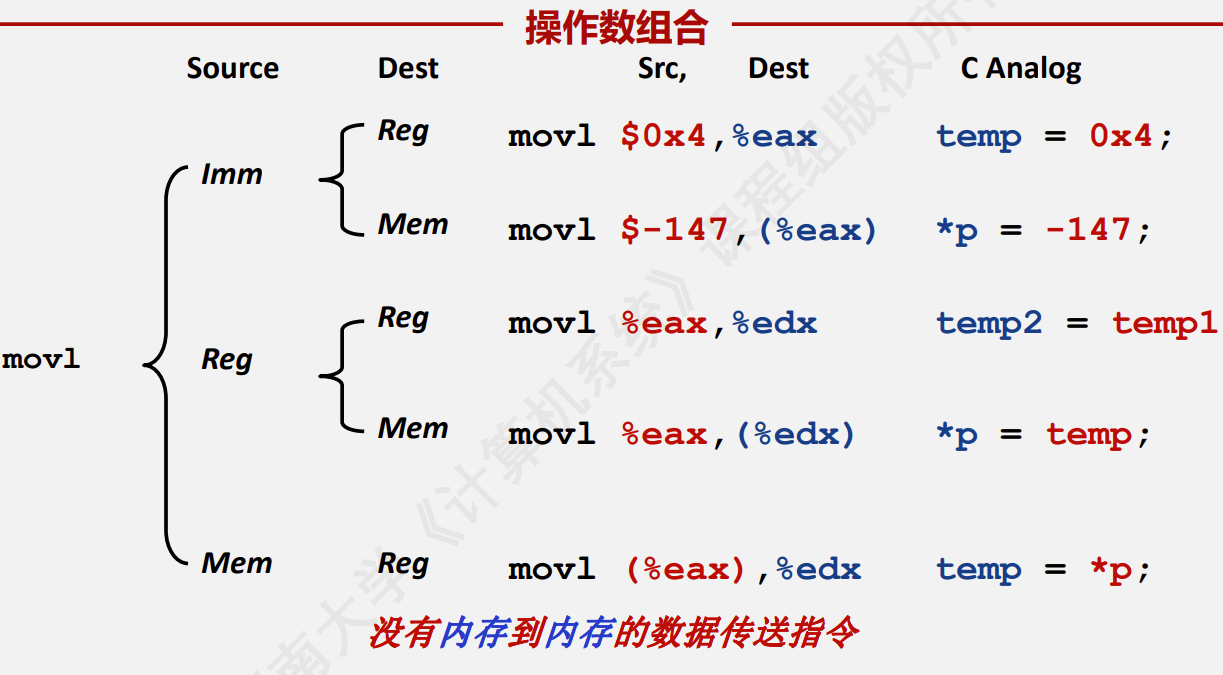 操作数组合
Source Dest Src, Dest C Analog
Reg movl $0x4,%eax temp = 0x4;
Imm
Mem movl $-147,(%eax) *p = -147;
Reg movl %eax,%edx temp2 = temp1
movl Reg
Mem movl %eax,(%edx) *p = temp;
Mem Reg movl (%eax),%edx temp = *p;
没有内存到内存的数据传送指令
南大学《计算机系统》课程组版权所有